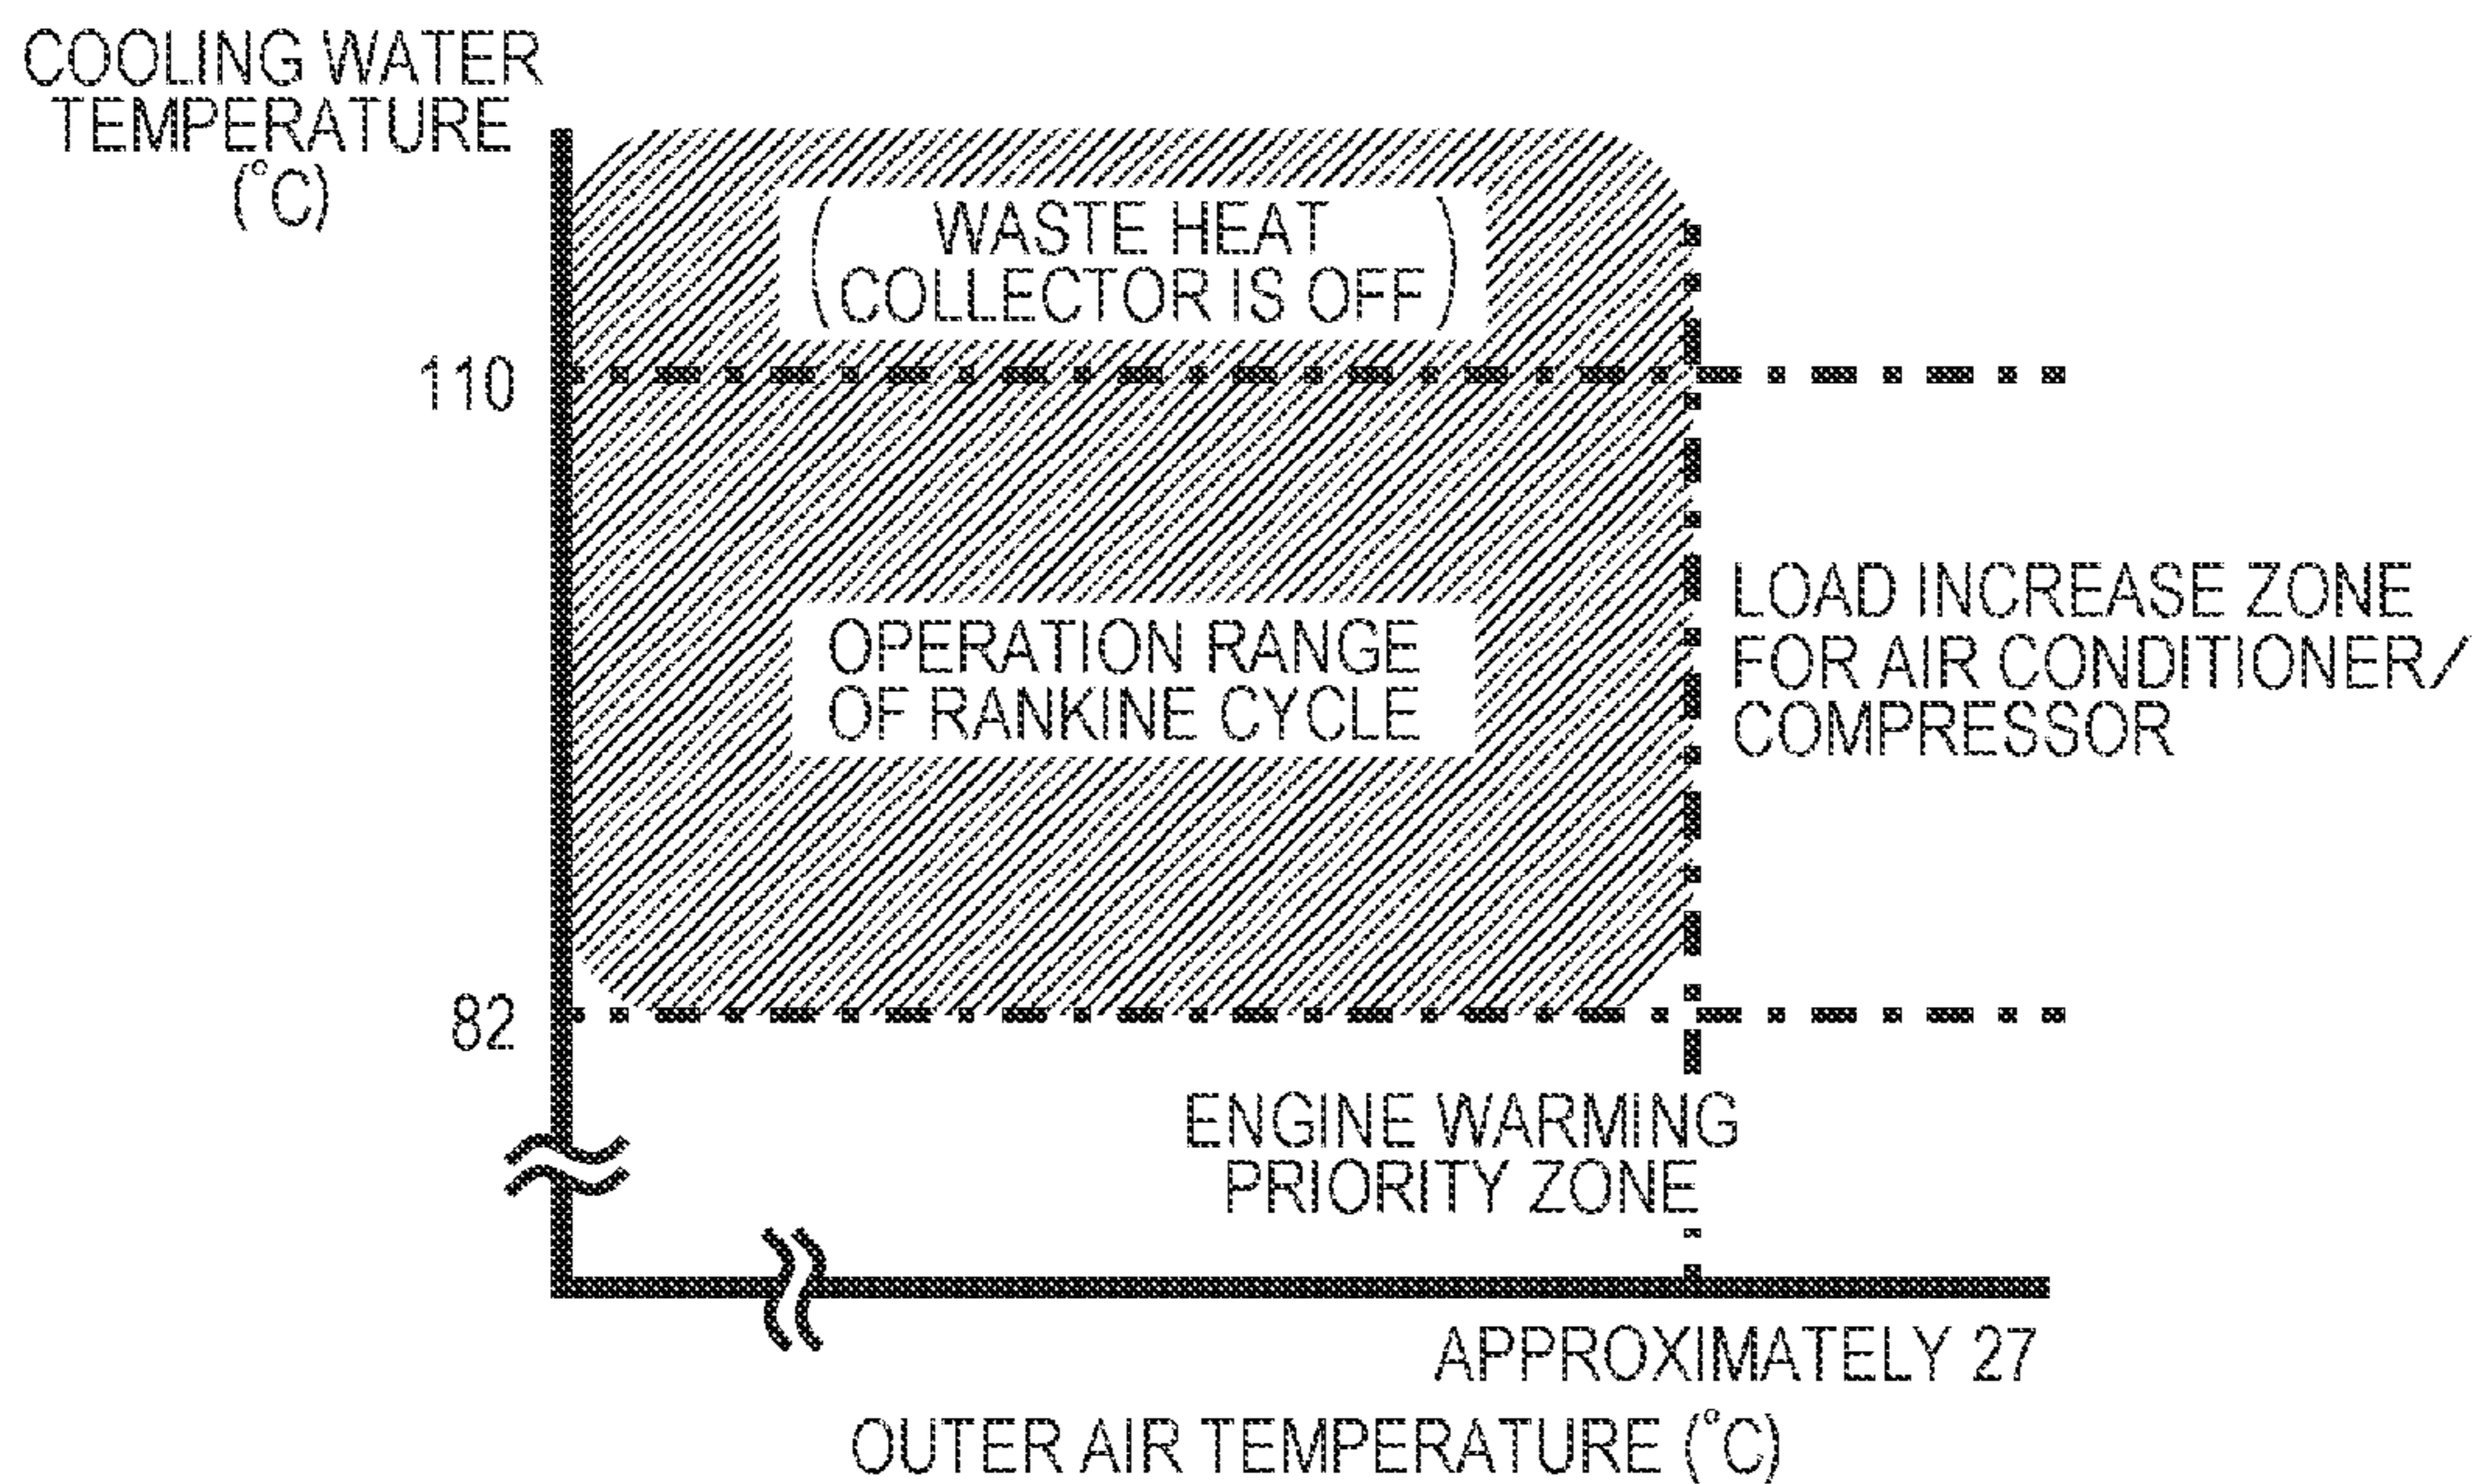 COOLING WATER
TEMPERATURE
(°C)
( WASTE HEAT
COLLECTOR IS OFF )
110
OPERATION RANGE
OF RANKINE CYCLE
LOAD INCREASE ZONE
FOR AIR CONDITIONER/
COMPRESSOR
82
ENGINE WARMING
PRIORITY ZONE
APPROXIMATELY 27
OUTER AIR TEMPERATURE (°C)